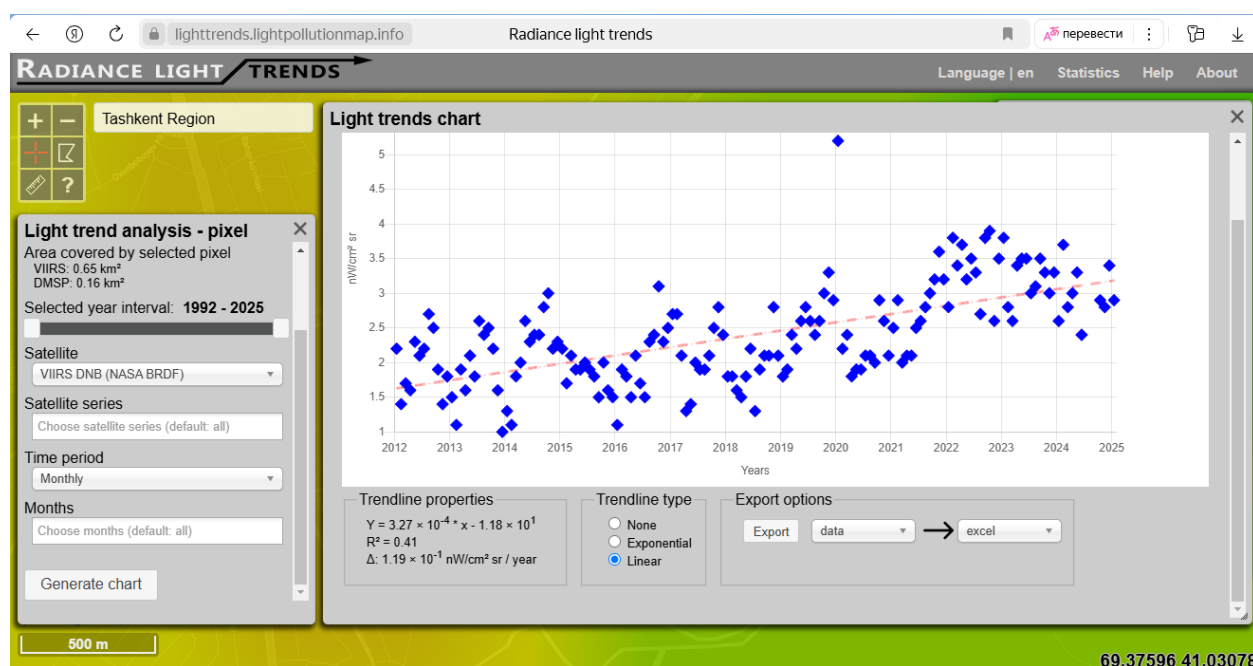 lighttrends.lightpollutionmap.info Radiance light trends перевести
RADIANCE LIGHT TRENDS
Language | en Statistics Help About
Tashkent Region
Light trend analysis - pixel
Area covered by selected pixel
VIIRS: 0.65 km²
DMSP: 0.16 km²
Selected year interval: 1992 - 2025
Satellite
VIIRS DNB (NASA BRDF)
Satellite series
Choose satellite series (default: all)
Time period
Monthly
Months
Choose months (default: all)
Generate chart
500 m
Light trends chart
nW/cm² sr
5
4.5
4
3.5
3
2.5
2
1.5
1
2012 2013 2014 2015 2016 2017 2018 2019 2020 2021 2022 2023 2024 2025
Years
Trendline properties
Y = 3.27 × 10⁻⁴ * x - 1.18 × 10¹
R² = 0.41
Δ: 1.19 × 10⁻¹ nW/cm² sr / year
Trendline type
None
Exponential
Linear
Export options
Export data excel
69.37596 41.03078